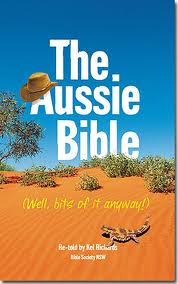 The
Aussie
Bible
(Well, bits of it anyway!)
Re-told by Kel Richards
Bible Society NSW